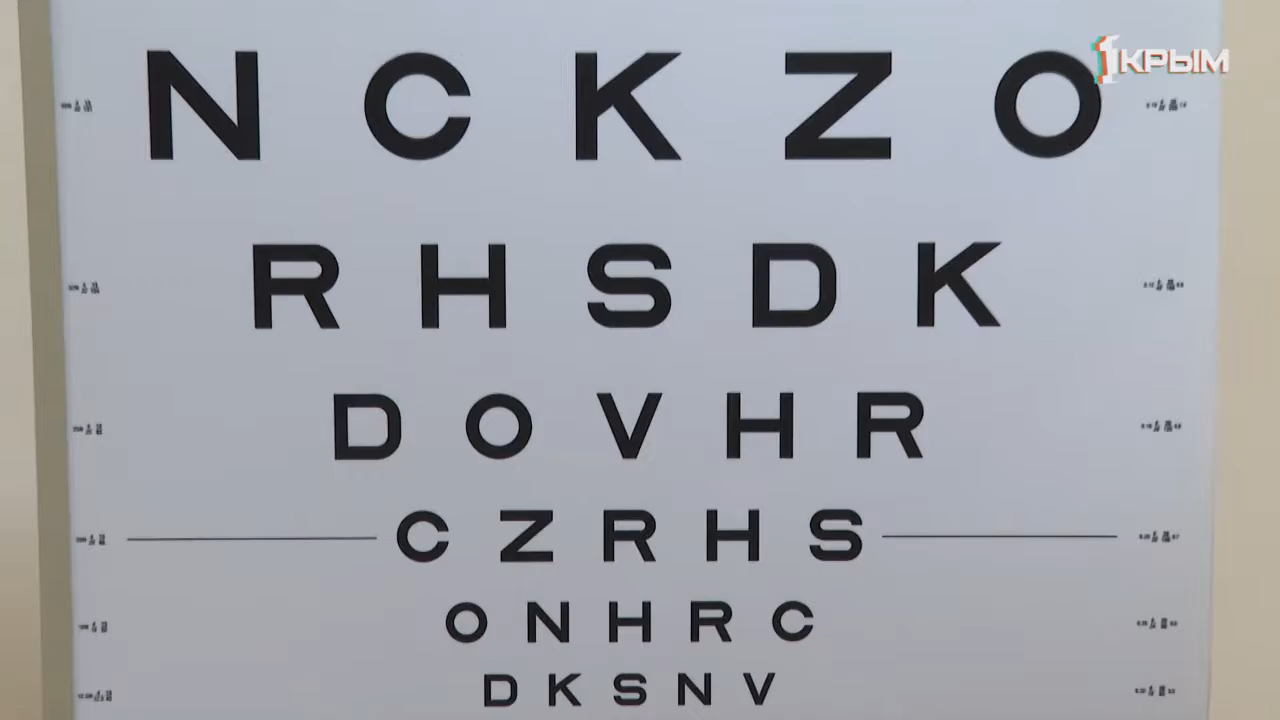 1КРЫМ
N C K Z O
R H S D K
D O V H R
C Z R H S
O N H R C
D K S N V